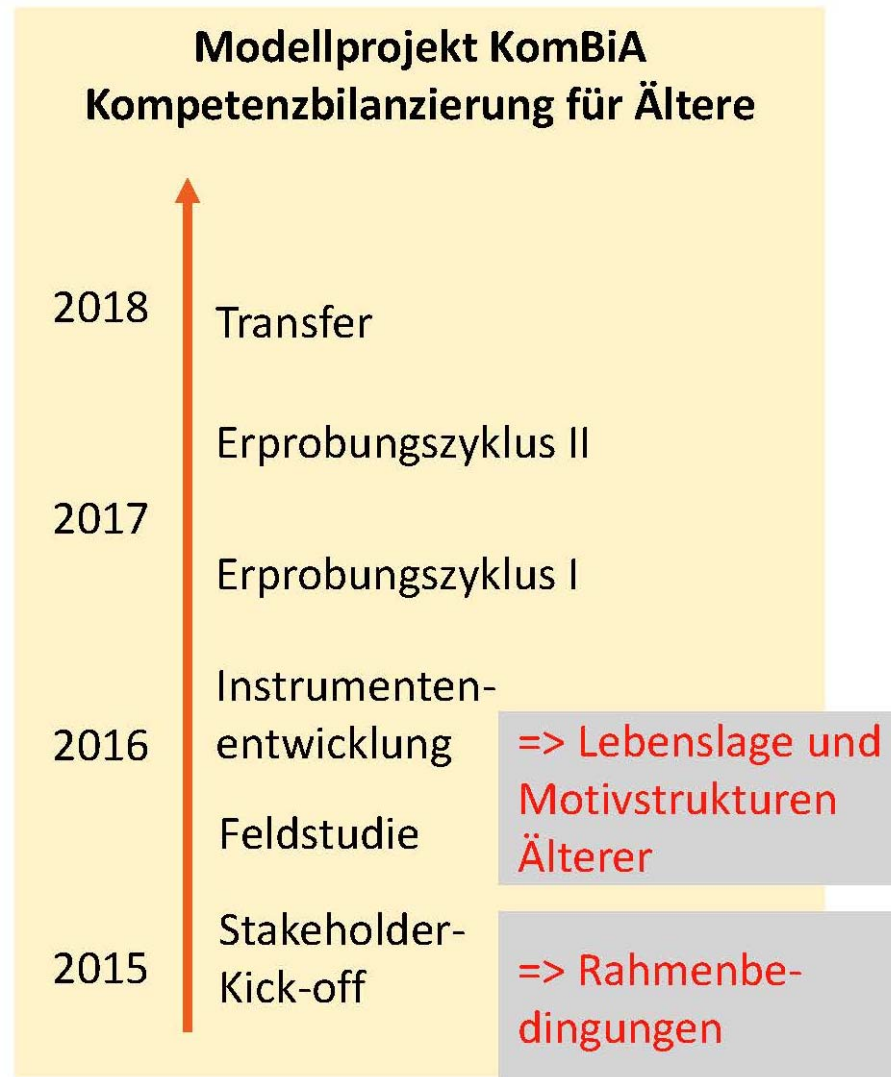 Modellprojekt KomBiA
Kompetenzbilanzierung für Ältere
2018
Transfer
Erprobungszyklus II
2017
Erprobungszyklus I
Instrumenten-
entwicklung
2016
=> Lebenslage und
Motivstrukturen
Älterer
Feldstudie
Stakeholder-
Kick-off
2015
=> Rahmenbe-
dingungen